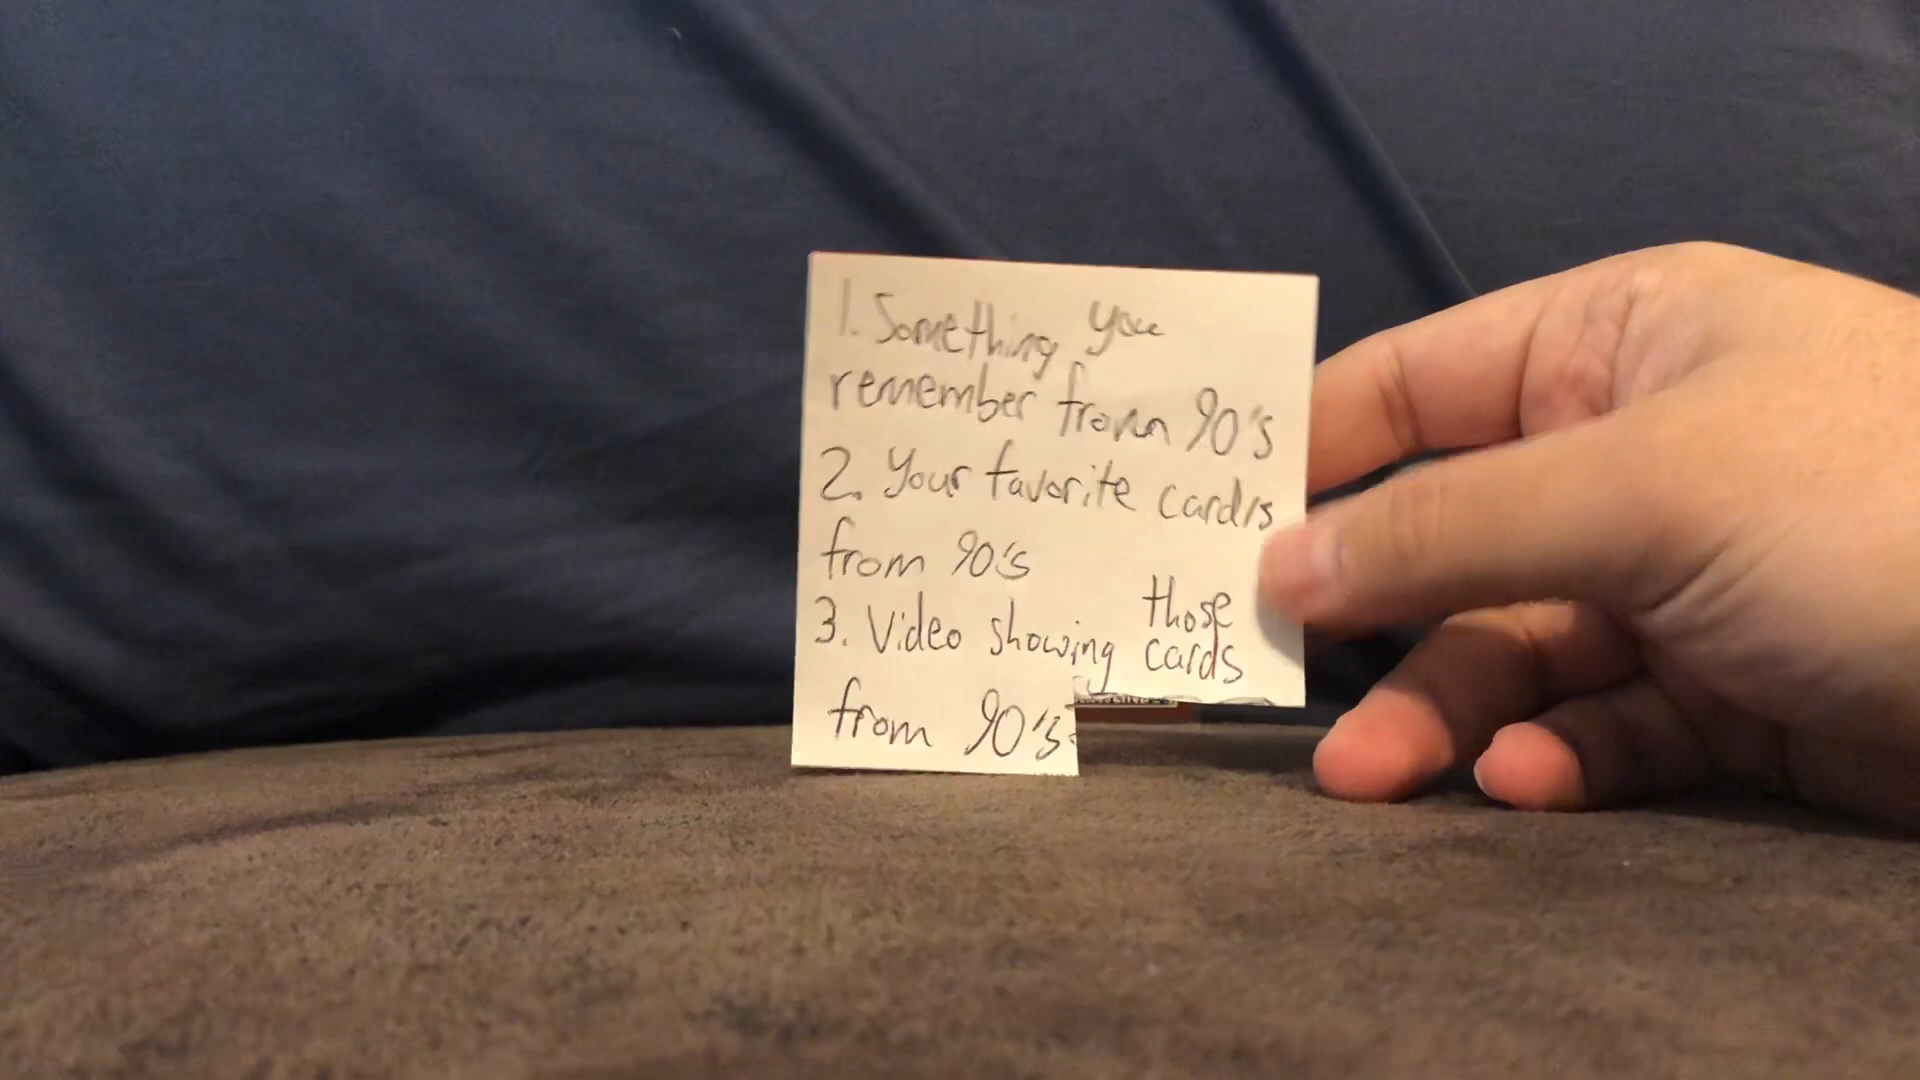 1. Something you
remember from 90's
2. Your favorite card/s
from 90's
3. Video showing those cards
from 90's